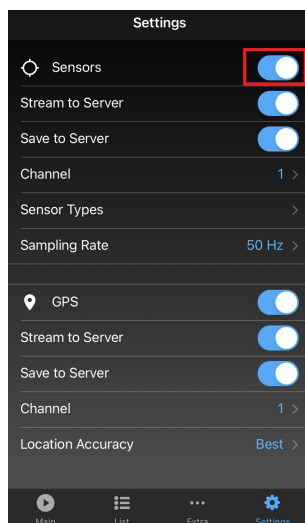 Settings
Sensors
Stream to Server
Save to Server
Channel 1 >
Sensor Types >
Sampling Rate 50 Hz >
GPS
Stream to Server
Save to Server
Channel 1 >
Location Accuracy Best >
Main List Extra Settings